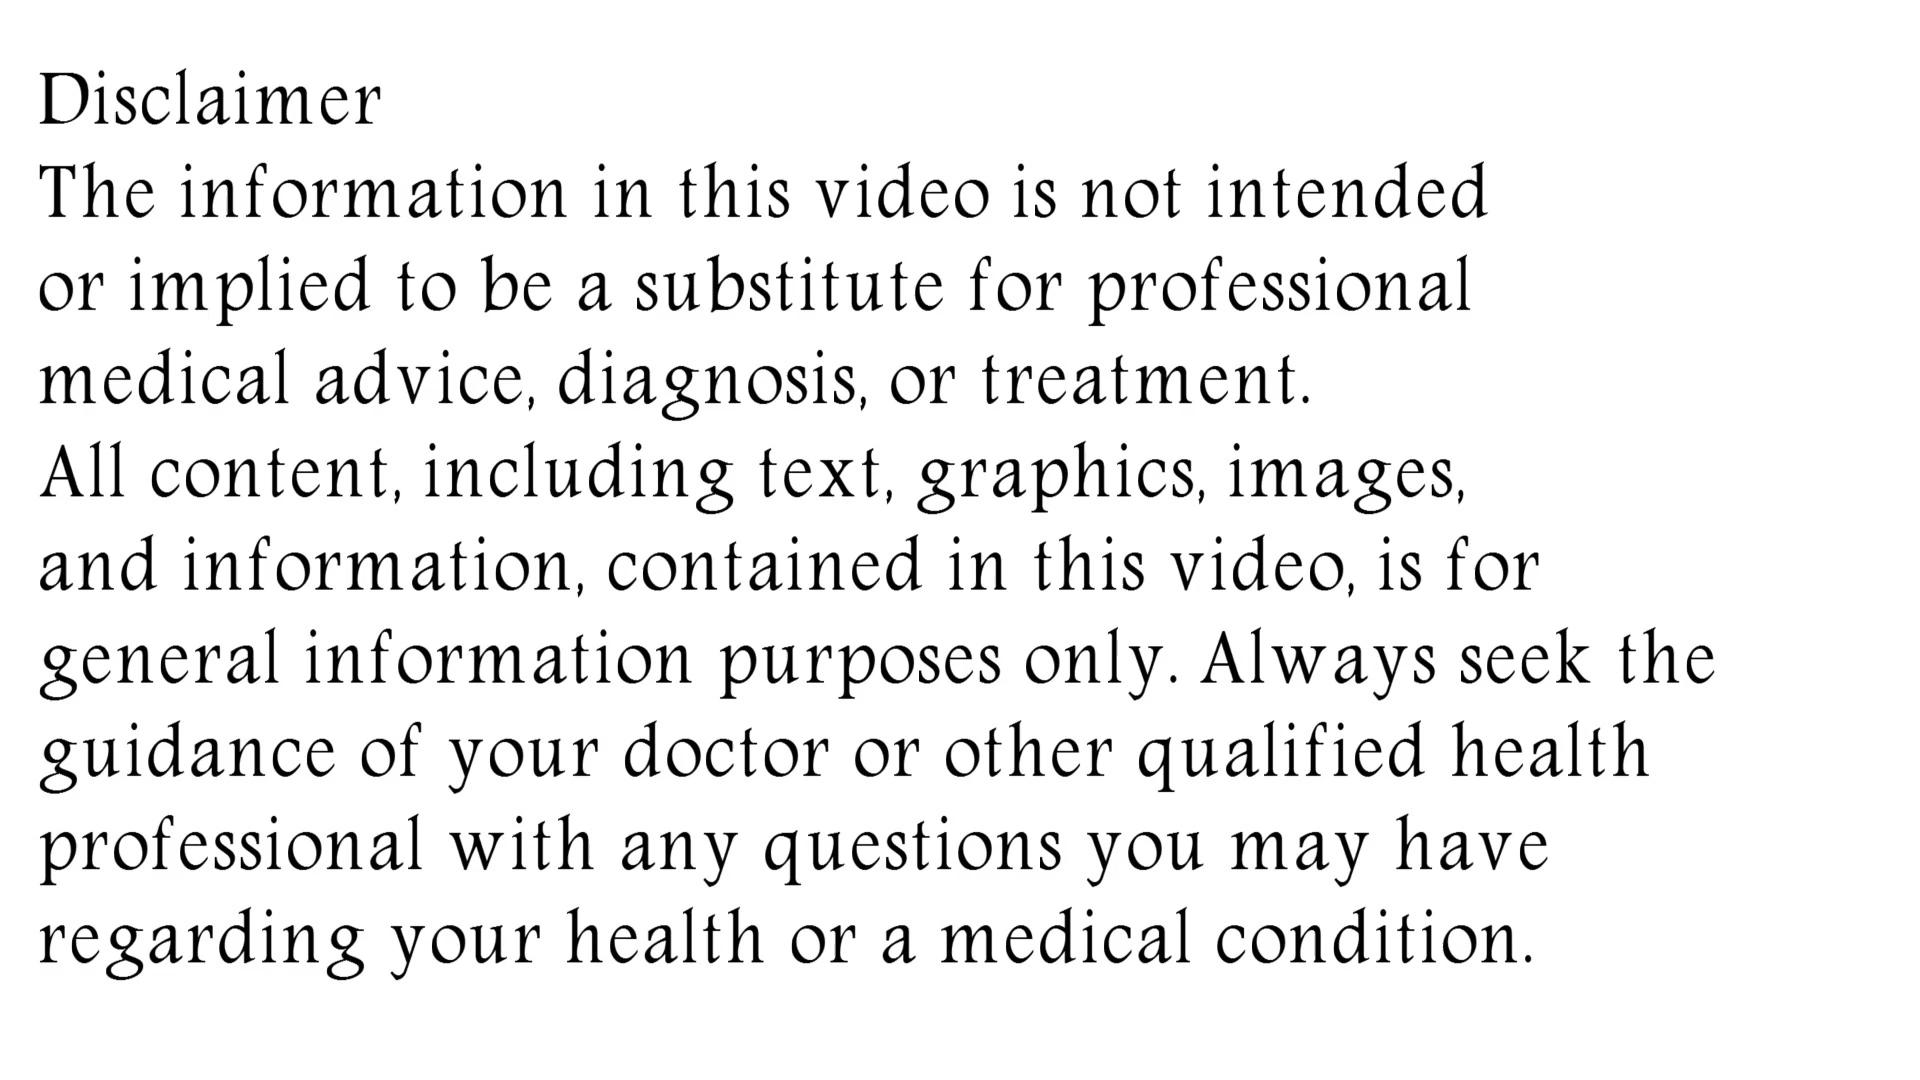 Disclaimer
The information in this video is not intended
or implied to be a substitute for professional
medical advice, diagnosis, or treatment.
All content, including text, graphics, images,
and information, contained in this video, is for
general information purposes only. Always seek the
guidance of your doctor or other qualified health
professional with any questions you may have
regarding your health or a medical condition.